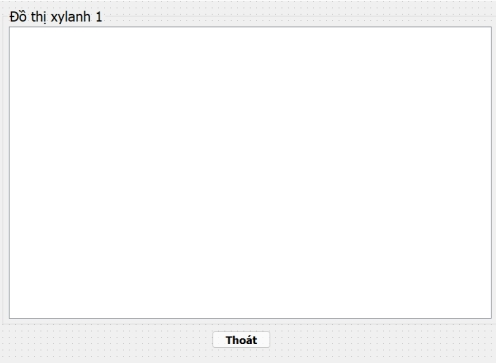 Đồ thị xylanh 1
Thoát